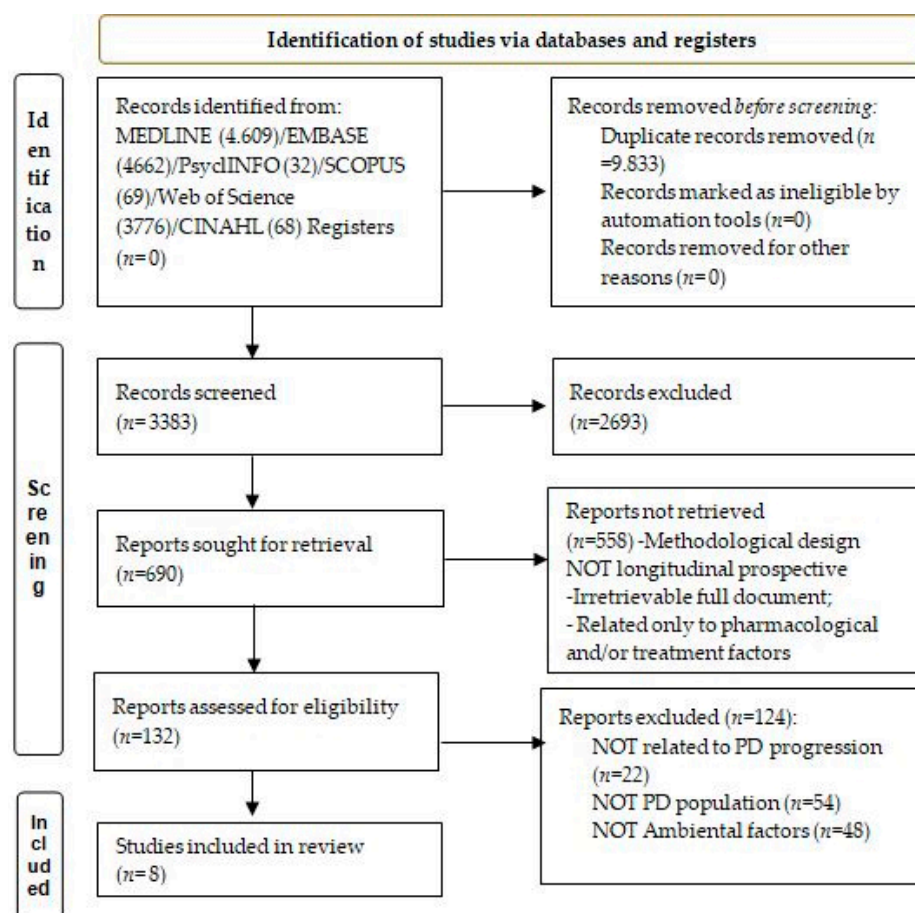 Identification of studies via databases and registers
Id
en
tif
ica
tio
n
Records identified from:
MEDLINE (4.609)/EMBASE
(4662)/PsyclINFO (32)/SCOPUS
(69)/Web of Science
(3776)/CINAHL (68) Registers
(n=0)
Records removed before screening:
Duplicate records removed (n
=9.833)
Records marked as ineligible by
automation tools (n=0)
Records removed for other
reasons (n=0)
Sc
re
en
in
g
Records screened
(n=3383)
Records excluded
(n=2693)
Reports sought for retrieval
(n=690)
Reports not retrieved
(n=558) -Methodological design
NOT longitudinal prospective
-Irretrievable full document;
- Related only to pharmacological
and/or treatment factors
Reports assessed for eligibility
(n=132)
Reports excluded (n=124):
NOT related to PD progression
(n=22)
NOT PD population (n=54)
NOT Ambiental factors (n=48)
In
cl
ud
ed
Studies included in review
(n=8)